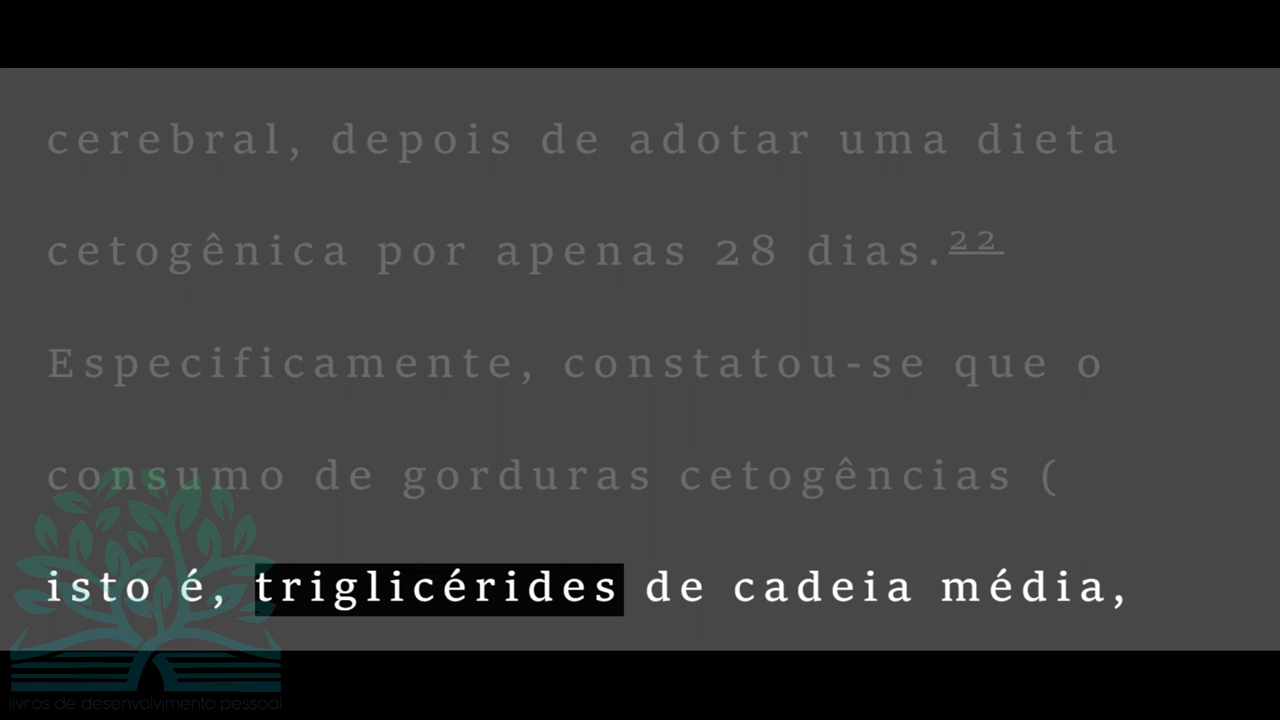 cerebral, depois de adotar uma dieta
cetogênica por apenas 28 dias.22
Especificamente, constatou-se que o
consumo de gorduras cetogências (
isto é, triglicérides de cadeia média,
livros de desenvolvimento pessoal